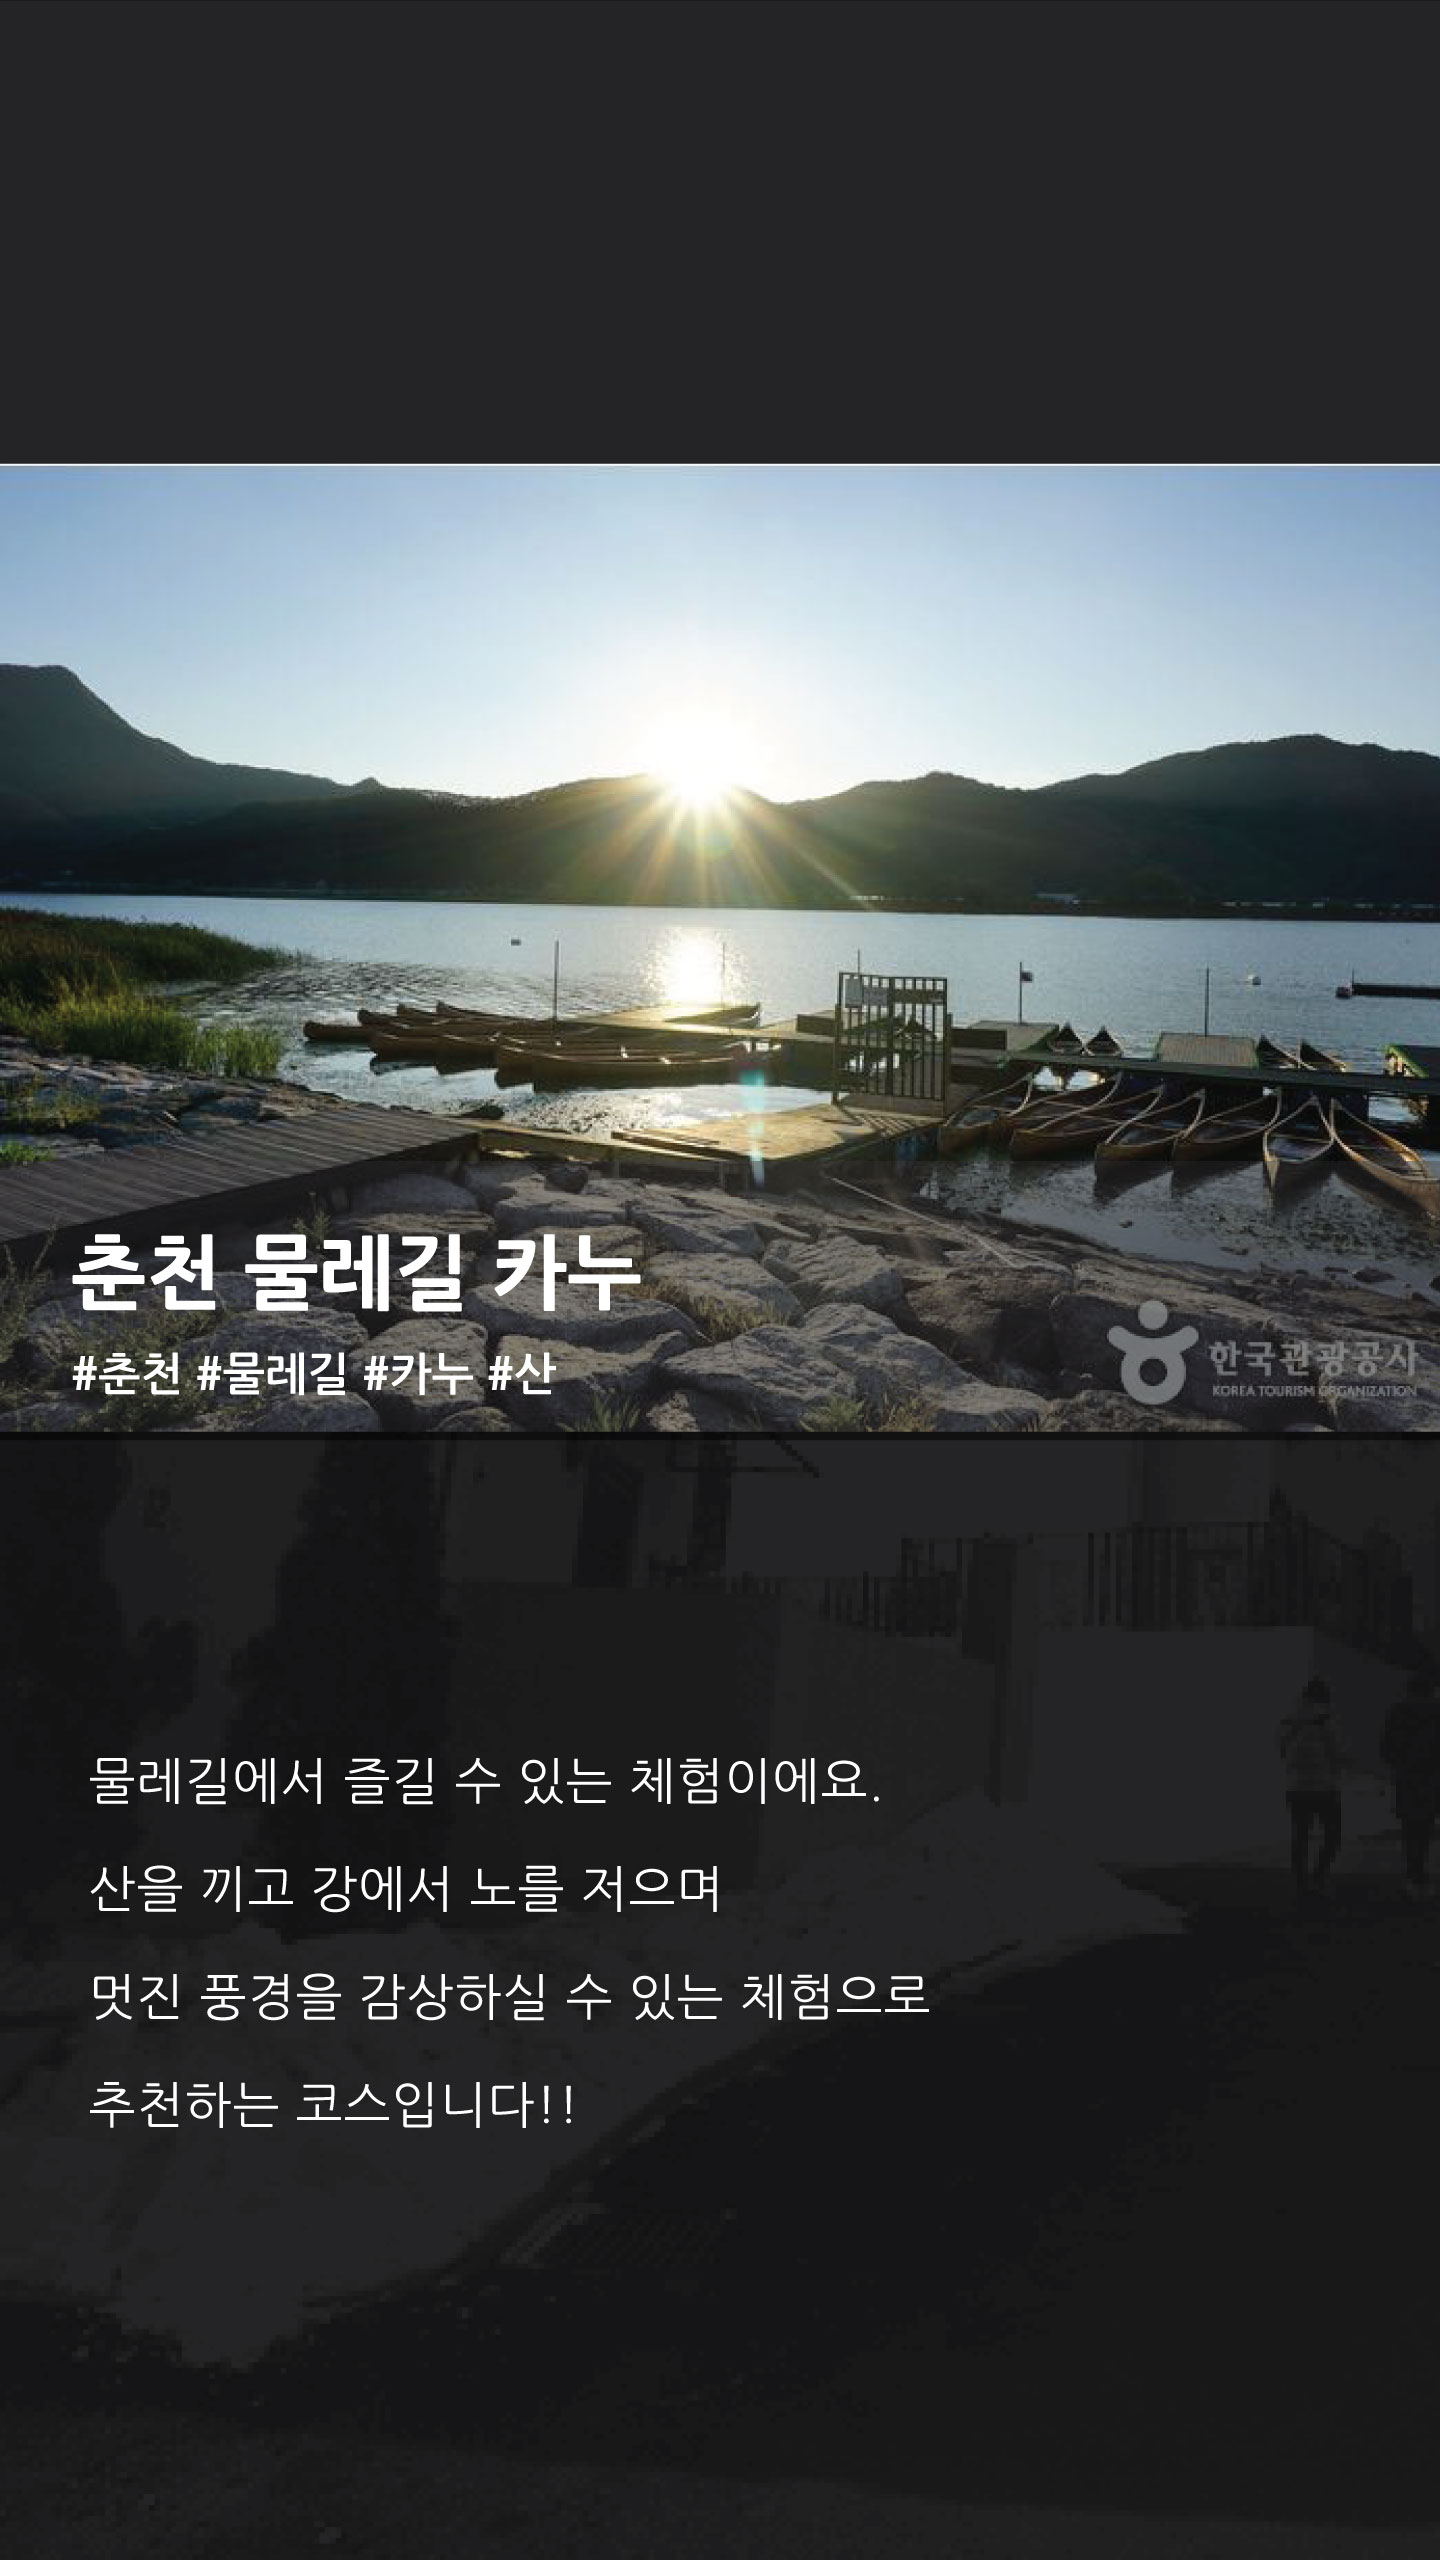 춘천 물레길 카누
#춘천 #물레길 #카누 #산
한국관광공사
KOREA TOURISM ORGANIZATION
물레길에서 즐길 수 있는 체험이에요.
산을 끼고 강에서 노를 저으며
멋진 풍경을 감상하실 수 있는 체험으로
추천하는 코스입니다!!